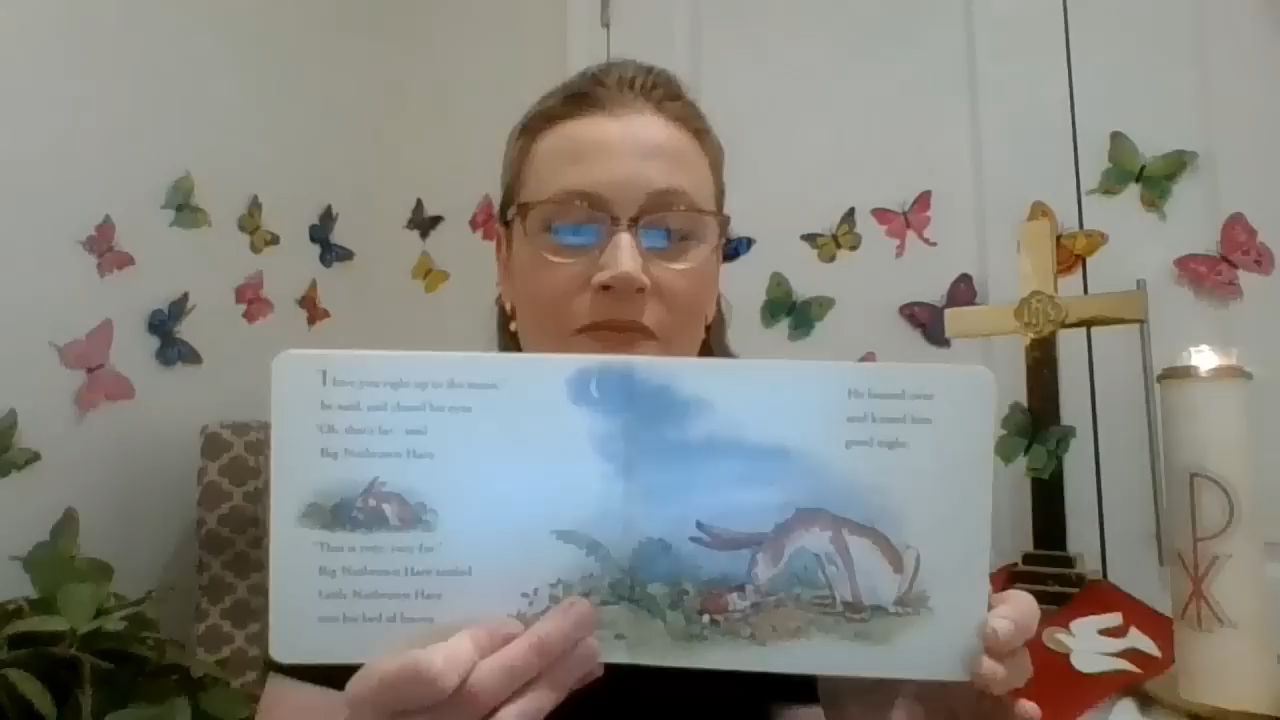 "I love you right up to the moon,"
he said, and closed his eyes.
"Oh, that's far," said
Big Nutbrown Hare.
"That is very, very far."
Big Nutbrown Hare settled
Little Nutbrown Hare
into his bed of leaves.
He leaned over
and kissed him
good night.
IHS